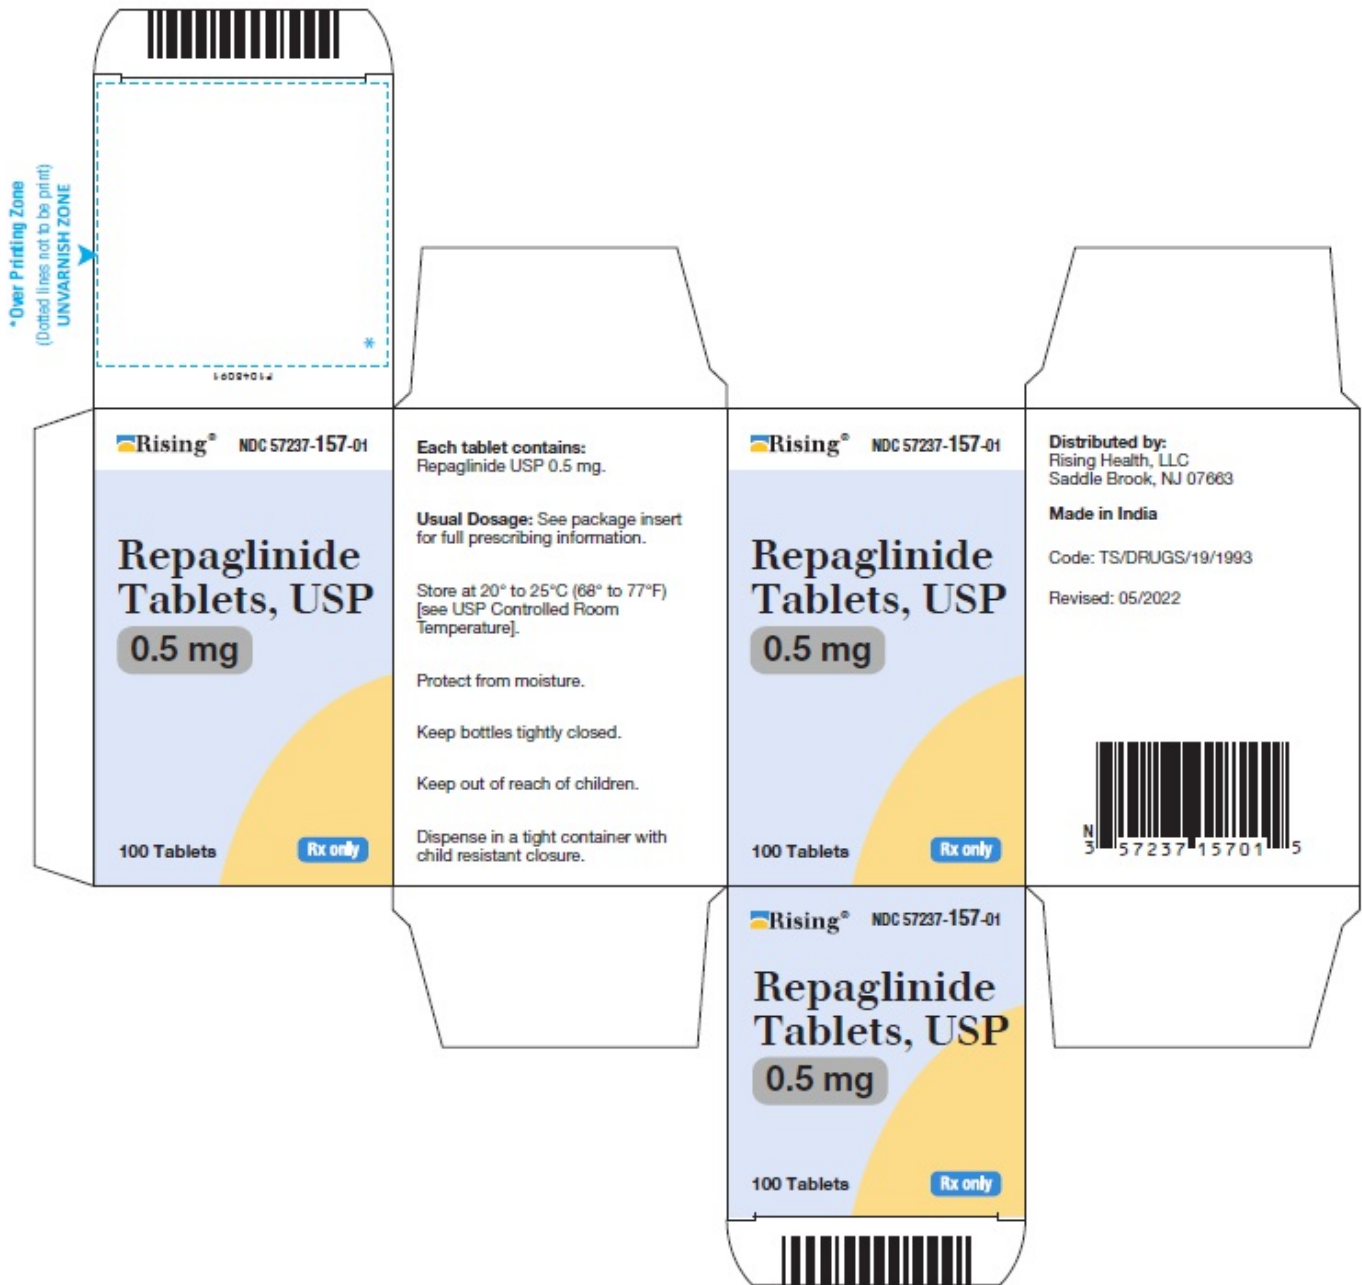 *Over Printing Zone
(Dotted lines not to be print)
UNVARNISH ZONE
*
P1048091
Rising® NDC 57237-157-01
Repaglinide
Tablets, USP
0.5 mg
100 Tablets Rx only
Each tablet contains:
Repaglinide USP 0.5 mg.
Usual Dosage: See package insert
for full prescribing information.
Store at 20° to 25°C (68° to 77°F)
[see USP Controlled Room
Temperature].
Protect from moisture.
Keep bottles tightly closed.
Keep out of reach of children.
Dispense in a tight container with
child resistant closure.
Rising® NDC 57237-157-01
Repaglinide
Tablets, USP
0.5 mg
100 Tablets Rx only
Distributed by:
Rising Health, LLC
Saddle Brook, NJ 07663
Made in India
Code: TS/DRUGS/19/1993
Revised: 05/2022
N
3 57237 15701 5
Rising® NDC 57237-157-01
Repaglinide
Tablets, USP
0.5 mg
100 Tablets Rx only